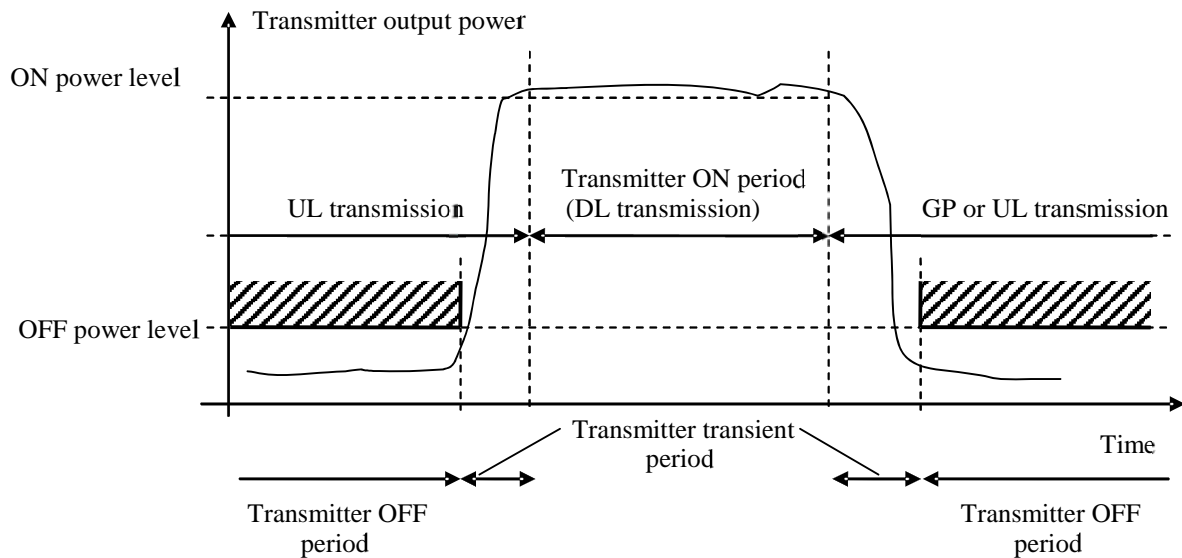 Transmitter output power
ON power level
Transmitter ON period
UL transmission
(DL transmission)
GP or UL transmission
OFF power level
Transmitter transient
period
Time
Transmitter OFF
period
Transmitter OFF
period